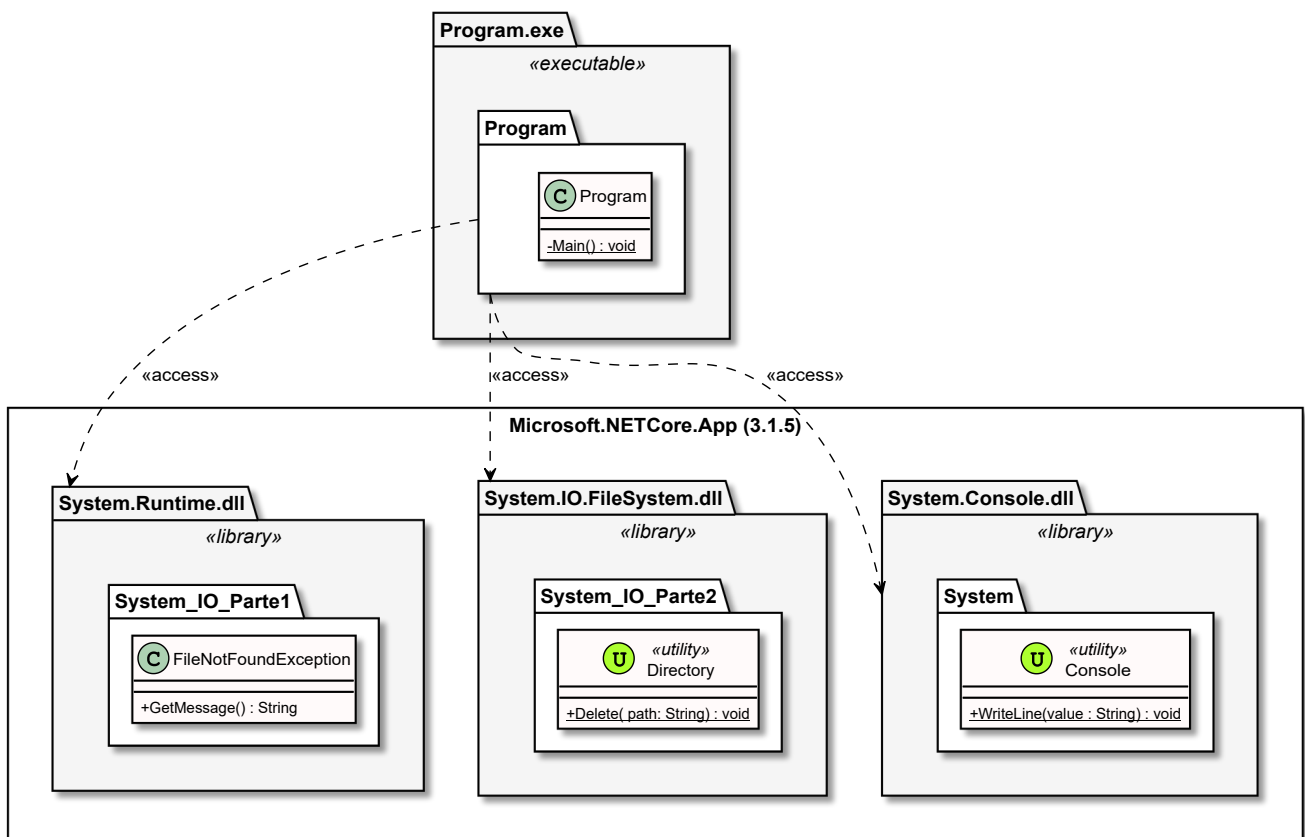 Program.exe
«executable»
Program
C Program
-Main() : void
«access»
«access»
«access»
Microsoft.NETCore.App (3.1.5)
System.Runtime.dll
«library»
System_IO_Parte1
C FileNotFoundException
+GetMessage() : String
System.IO.FileSystem.dll
«library»
System_IO_Parte2
U «utility»
Directory
+Delete( path: String) : void
System.Console.dll
«library»
System
U «utility»
Console
+WriteLine(value : String) : void